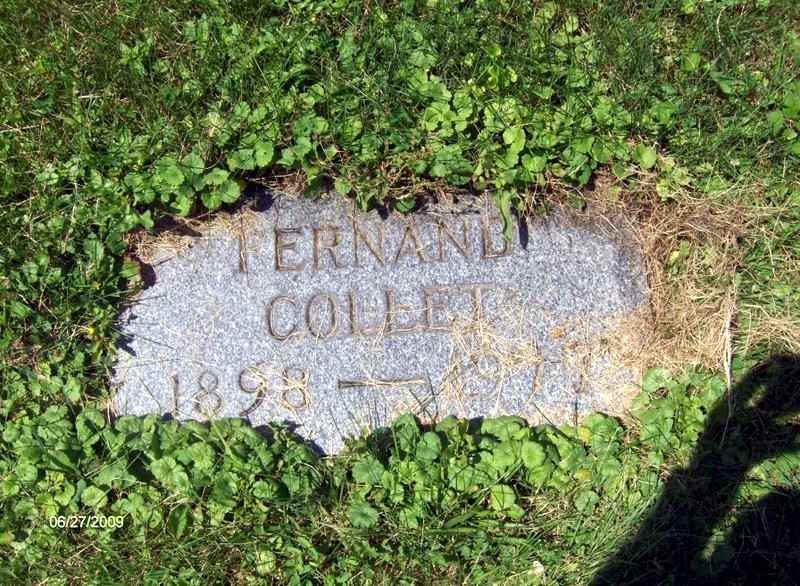 FERNAND
COLLET
1898 —
06/27/2009